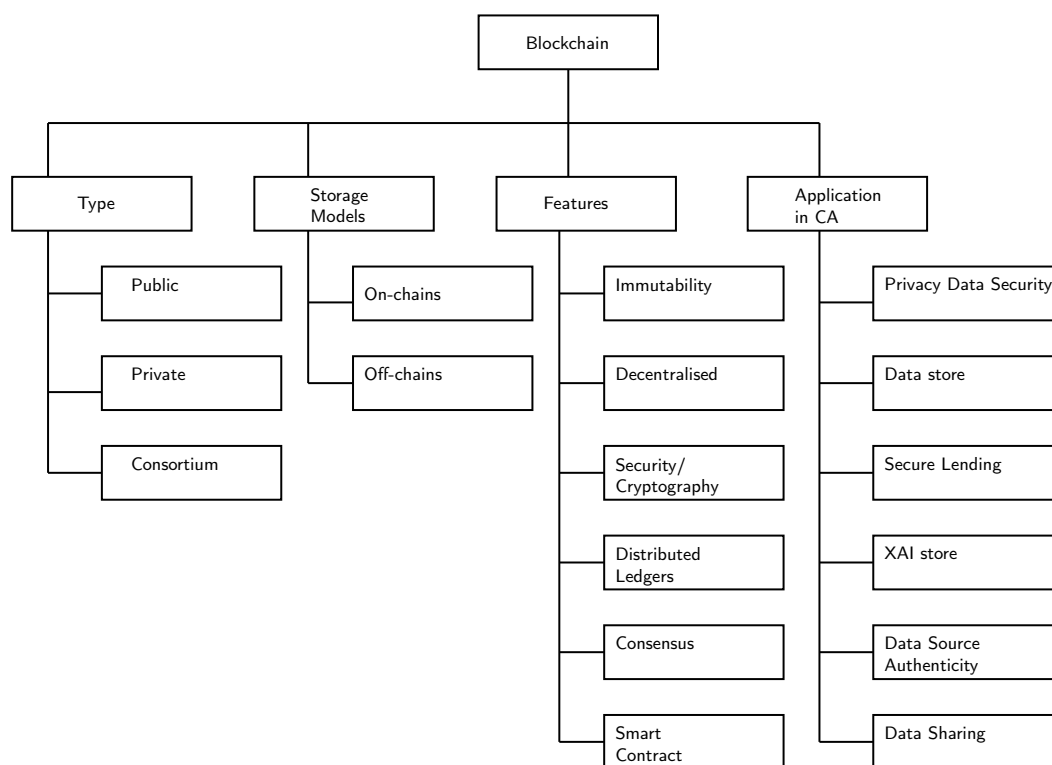 Blockchain
Type
Storage
Models
Features
Application
in CA
Public
Private
Consortium
On-chains
Off-chains
Immutability
Decentralised
Security/
Cryptography
Distributed
Ledgers
Consensus
Smart
Contract
Privacy Data Security
Data store
Secure Lending
XAI store
Data Source
Authenticity
Data Sharing